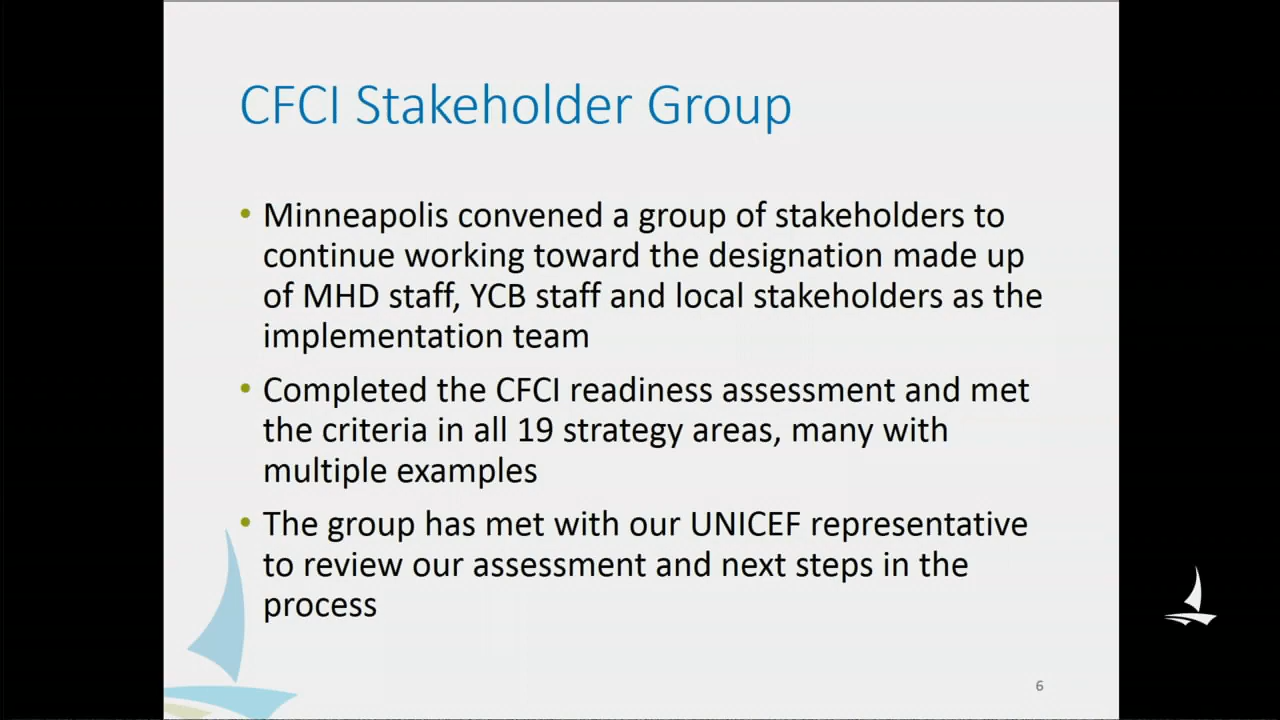 CFCI Stakeholder Group
• Minneapolis convened a group of stakeholders to
continue working toward the designation made up
of MHD staff, YCB staff and local stakeholders as the
implementation team
• Completed the CFCI readiness assessment and met
the criteria in all 19 strategy areas, many with
multiple examples
• The group has met with our UNICEF representative
to review our assessment and next steps in the
process
6